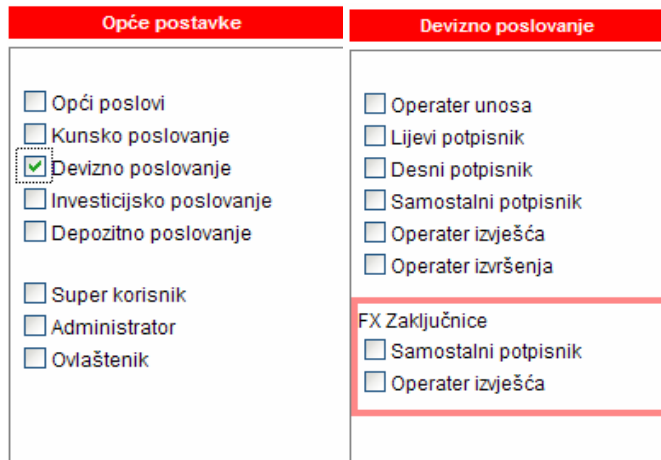 Opće postavke
Opći poslovi
Kunsko poslovanje
Devizno poslovanje
Investicijsko poslovanje
Depozitno poslovanje
Super korisnik
Administrator
Ovlaštenik
Devizno poslovanje
Operater unosa
Lijevi potpisnik
Desni potpisnik
Samostalni potpisnik
Operater izvješća
Operater izvršenja
FX Zaključnice
Samostalni potpisnik
Operater izvješća